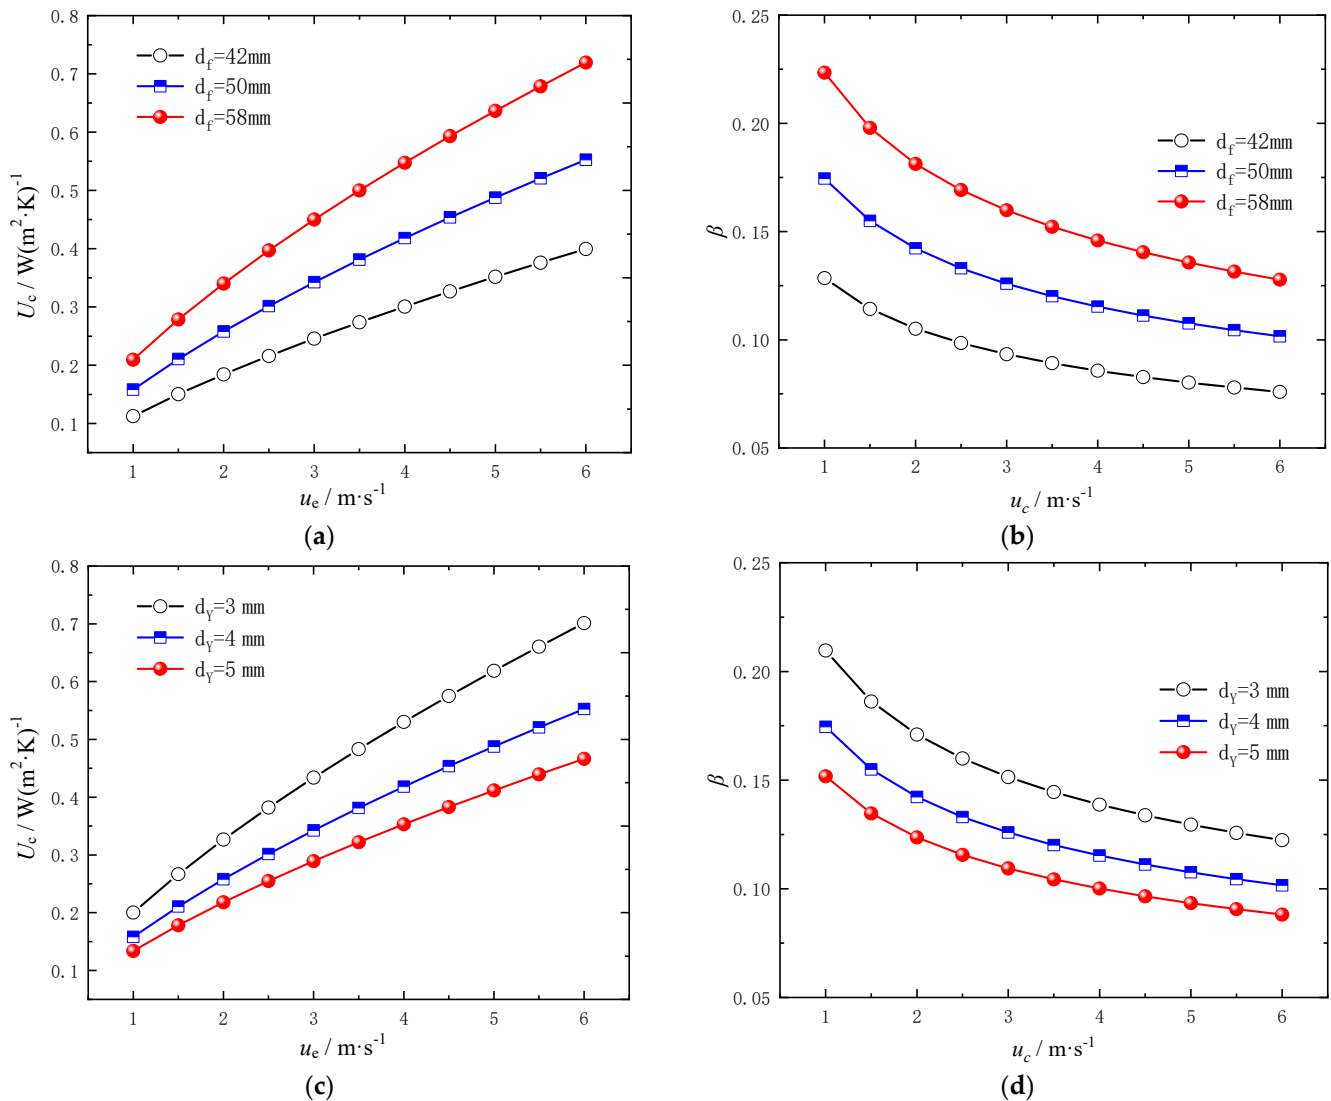 0.8
0.7
0.6
0.5
0.4
0.3
0.2
0.1
U_c / W(m²·K)⁻¹
d_f=42mm
d_f=50mm
d_f=58mm
1 2 3 4 5 6
u_e / m·s⁻¹
(a)
0.25
0.20
0.15
0.10
0.05
β
d_f=42mm
d_f=50mm
d_f=58mm
1 2 3 4 5 6
u_c / m·s⁻¹
(b)
0.8
0.7
0.6
0.5
0.4
0.3
0.2
0.1
U_c / W(m²·K)⁻¹
d_Y=3 mm
d_Y=4 mm
d_Y=5 mm
1 2 3 4 5 6
u_e / m·s⁻¹
(c)
0.25
0.20
0.15
0.10
0.05
β
d_Y=3 mm
d_Y=4 mm
d_Y=5 mm
1 2 3 4 5 6
u_c / m·s⁻¹
(d)